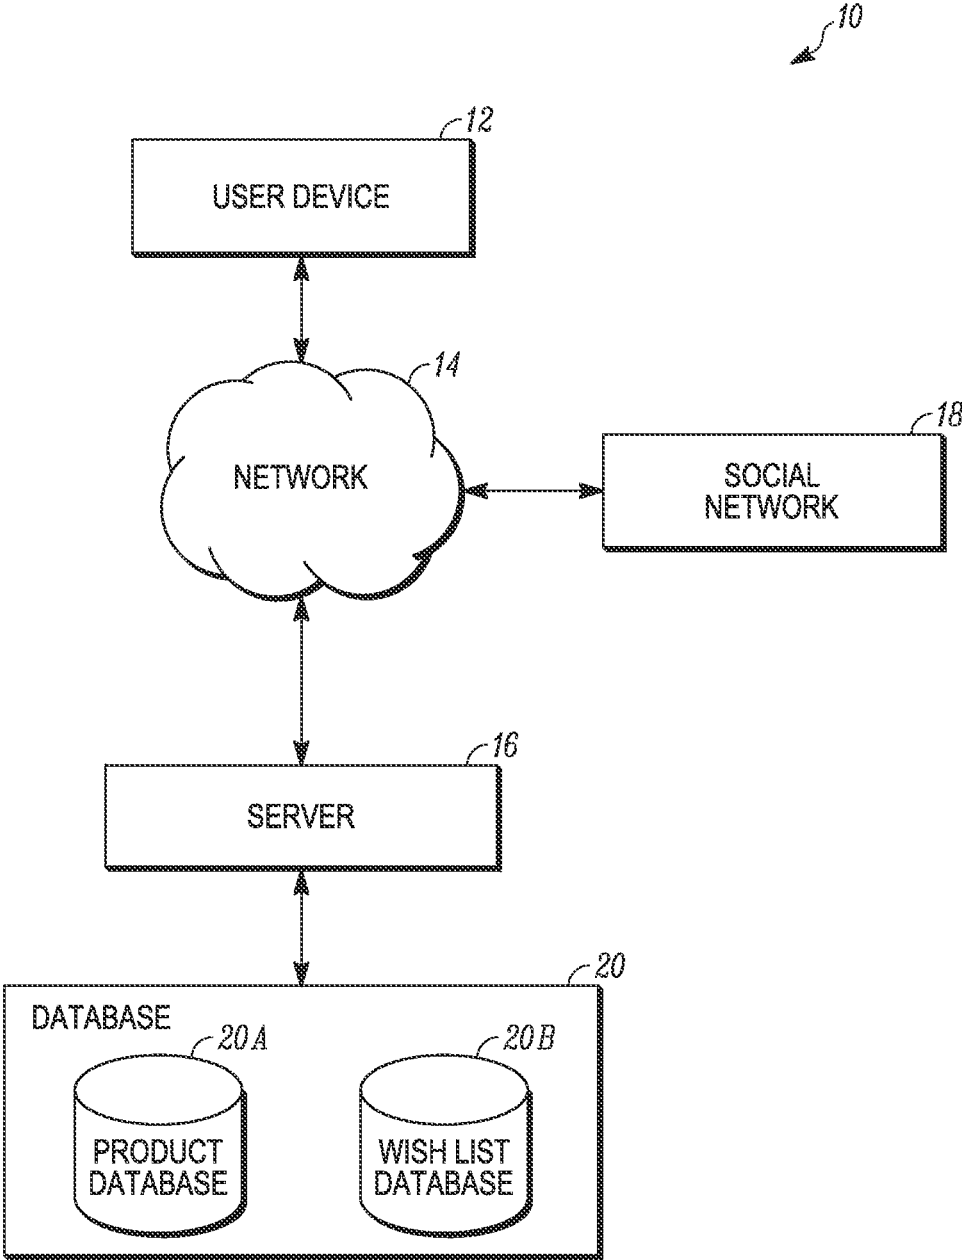 10
12
USER DEVICE
14
NETWORK
18
SOCIAL
NETWORK
16
SERVER
20
DATABASE
20A
20B
PRODUCT
DATABASE
WISH LIST
DATABASE